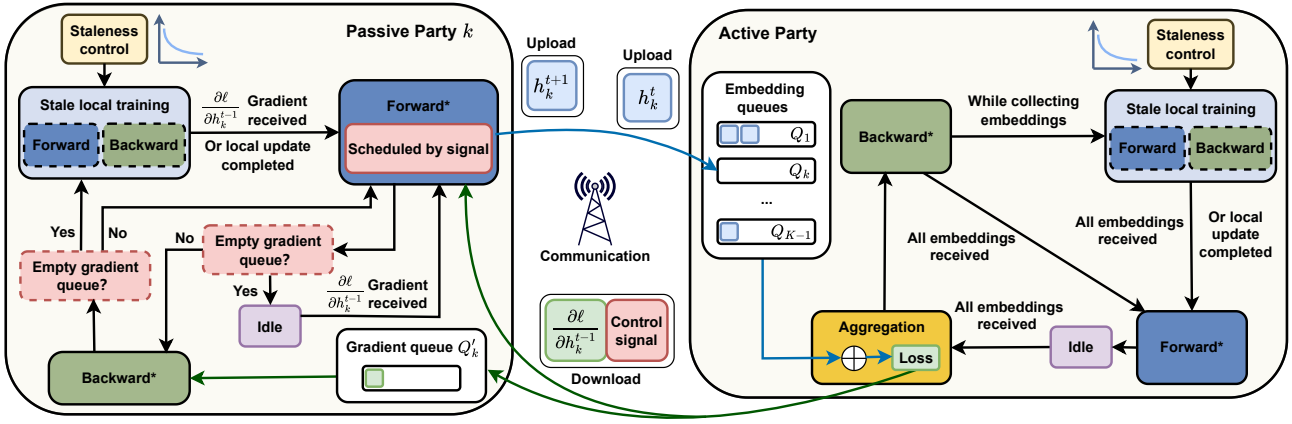 Passive Party k
Staleness
control
Stale local training
Forward
Backward
∂ℓ/∂h_k^{t-1} Gradient
received
Or local update
completed
Forward*
Scheduled by signal
Yes
No
No
Empty gradient
queue?
Empty gradient
queue?
Yes
∂ℓ/∂h_k^{t-1} Gradient
received
Idle
Backward*
Gradient queue Q'_k
Upload
h_k^{t+1}
Upload
h_k^t
Communication
∂ℓ/∂h_k^{t-1}
Control
signal
Download
Active Party
Embedding
queues
Q_1
Q_k
...
Q_{K-1}
Backward*
While collecting
embeddings
Staleness
control
Stale local training
Forward
Backward
All embeddings
received
Or local
update
completed
All embeddings
received
All embeddings
received
Aggregation
Loss
Idle
Forward*